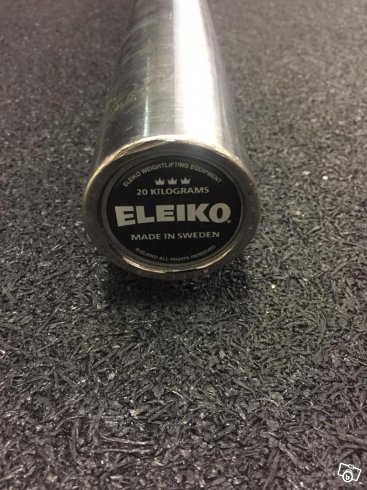 ELEIKO WEIGHTLIFTING EQUIPMENT
20 KILOGRAMS
ELEIKO®
MADE IN SWEDEN
© ELEIKO ALL RIGHTS RESERVED